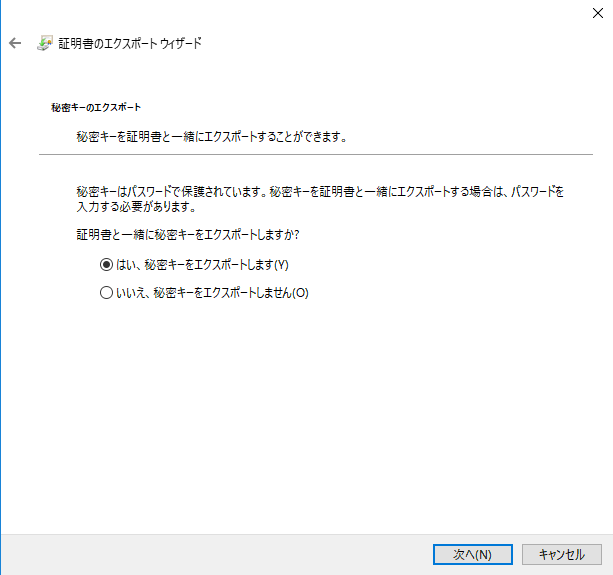 証明書のエクスポート ウィザード
秘密キーのエクスポート
秘密キーを証明書と一緒にエクスポートすることができます。
秘密キーはパスワードで保護されています。秘密キーを証明書と一緒にエクスポートする場合は、パスワードを
入力する必要があります。
証明書と一緒に秘密キーをエクスポートしますか?
はい、秘密キーをエクスポートします(Y)
いいえ、秘密キーをエクスポートしません(O)
次へ(N)
キャンセル